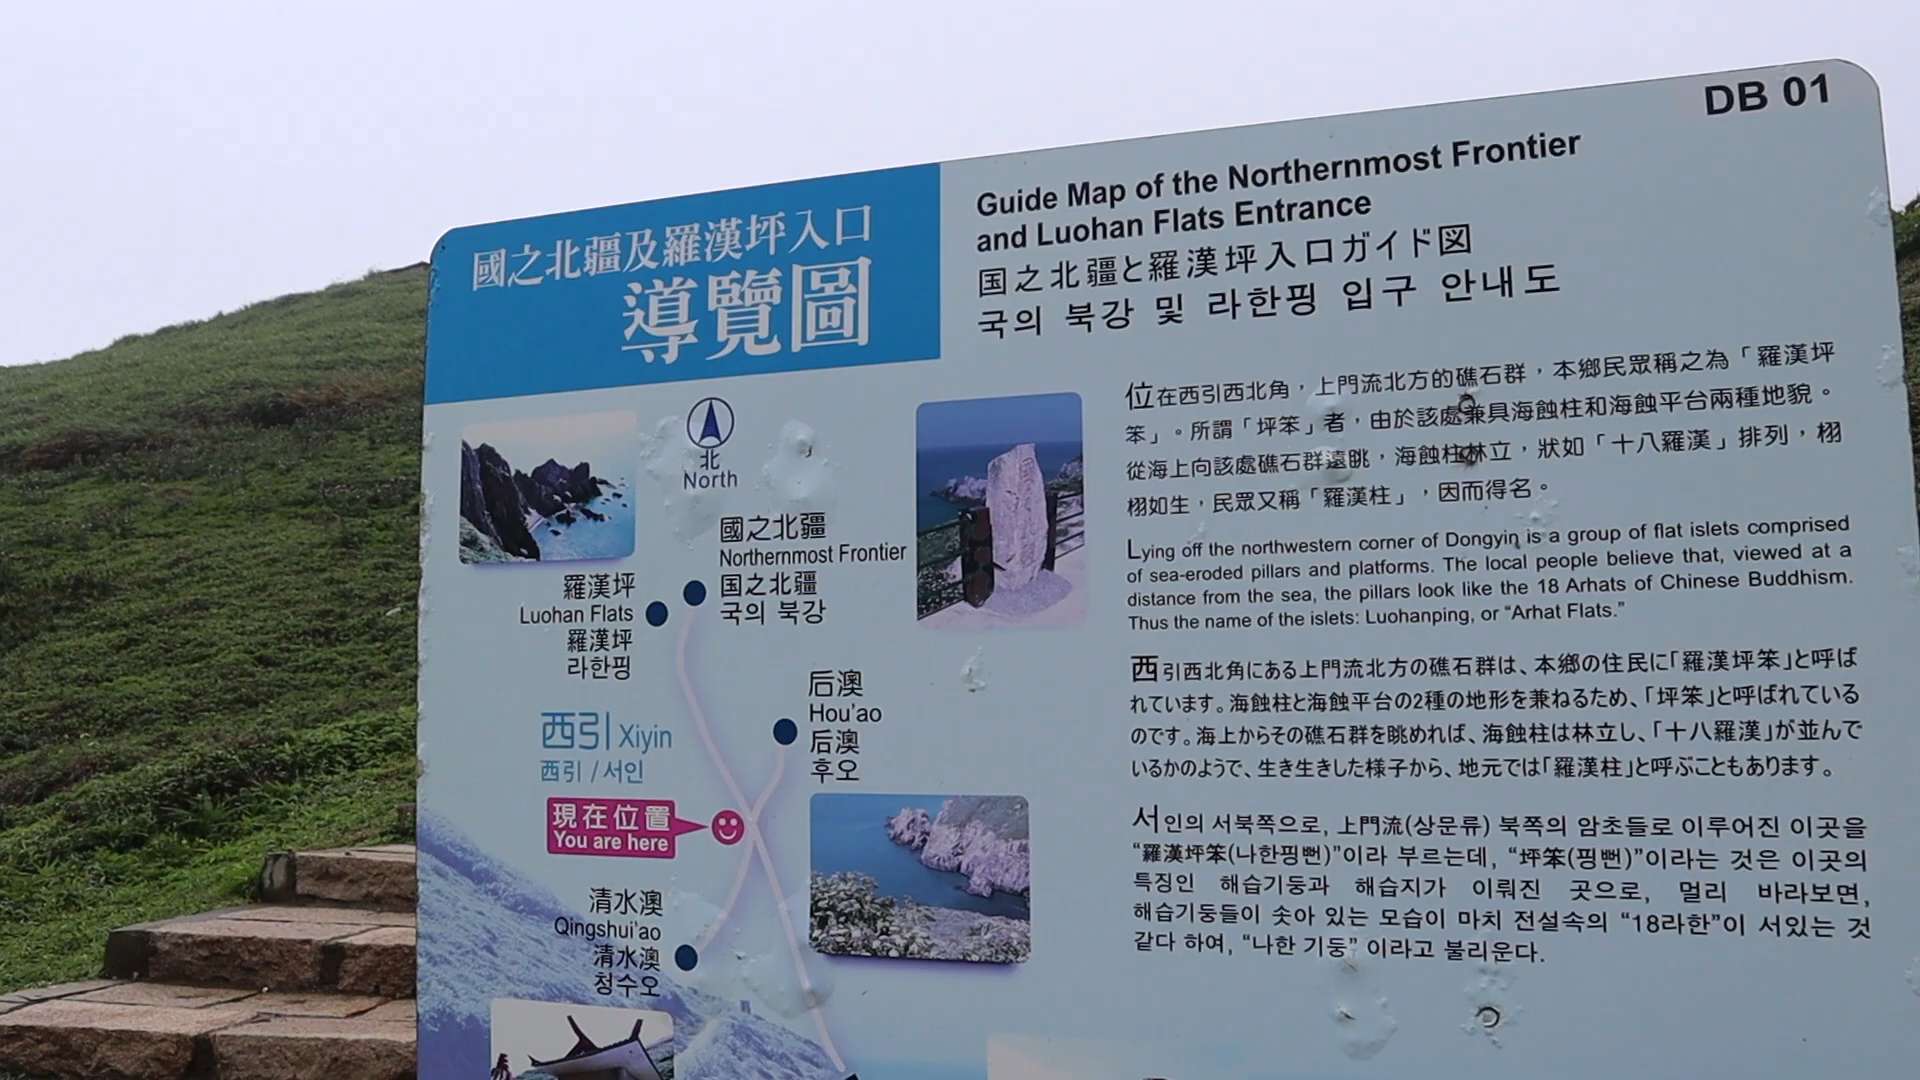 DB 01
國之北疆及羅漢坪入口
導覽圖
Guide Map of the Northernmost Frontier
and Luohan Flats Entrance
国之北疆と羅漢坪入口ガイド図
국의 북강 및 라한핑 입구 안내도
北
North
國之北疆
Northernmost Frontier
国之北疆
국의 북강
羅漢坪
Luohan Flats
羅漢坪
라한핑
后澳
Hou'ao
后澳
후오
西引 Xiyin
西引 / 서인
現在位置
You are here
清水澳
Qingshui'ao
清水澳
청수오
位在西引西北角，上門流北方的礁石群，本鄉民眾稱之為「羅漢坪
笨」。所謂「坪笨」者，由於該處兼具海蝕柱和海蝕平台兩種地貌。
從海上向該處礁石群遠眺，海蝕柱林立，狀如「十八羅漢」排列，栩
栩如生，民眾又稱「羅漢柱」，因而得名。
Lying off the northwestern corner of Dongyin is a group of flat islets comprised
of sea-eroded pillars and platforms. The local people believe that, viewed at a
distance from the sea, the pillars look like the 18 Arhats of Chinese Buddhism.
Thus the name of the islets: Luohanping, or “Arhat Flats.”
西引西北角にある上門流北方の礁石群は、本鄉の住民に「羅漢坪笨」と呼ば
れています。海蝕柱と海蝕平台の2種の地形を兼ねるため、「坪笨」と呼ばれている
のです。海上からその礁石群を眺めれば、海蝕柱は林立し、「十八羅漢」が並んで
いるかのようで、生き生きした様子から、地元では「羅漢柱」と呼ぶこともあります。
서인의 서북쪽으로, 上門流(상문류) 북쪽의 암초들로 이루어진 이곳을
“羅漢坪笨(나한핑뻔)”이라 부르는데, “坪笨(핑뻔)”이라는 것은 이곳의
특징인 해습기둥과 해습지가 이뤄진 곳으로, 멀리 바라보면,
해습기둥들이 솟아 있는 모습이 마치 전설속의 “18라한”이 서있는 것
같다 하여, “나한 기둥” 이라고 불리운다.